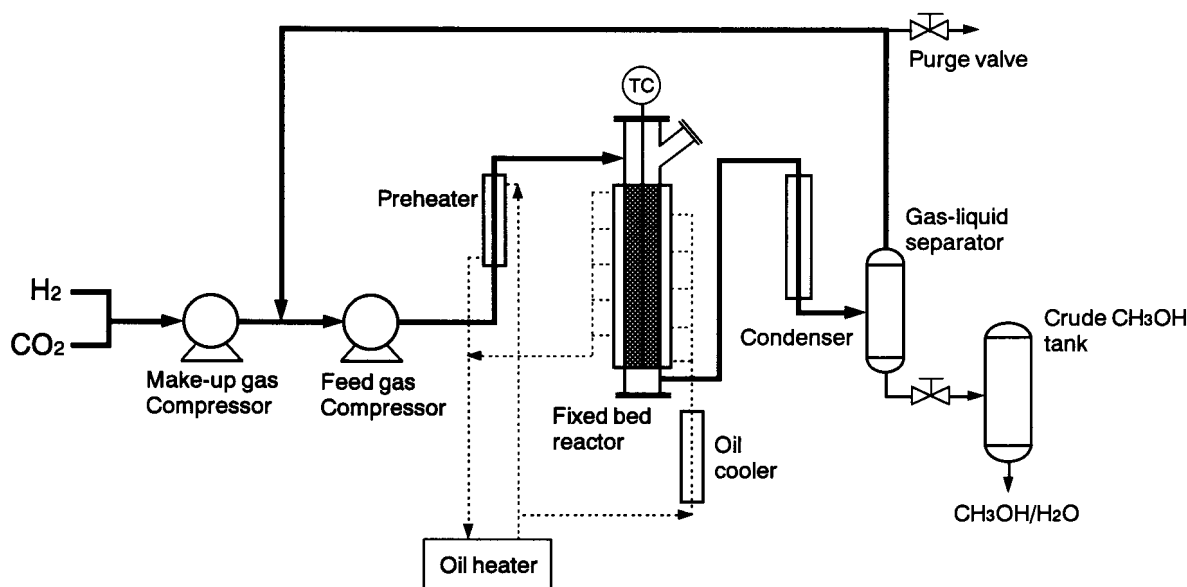 Purge valve
TC
Preheater
Gas-liquid
separator
H2
CO2
Make-up gas
Compressor
Feed gas
Compressor
Fixed bed
reactor
Condenser
Crude CH3OH
tank
Oil
cooler
CH3OH/H2O
Oil heater